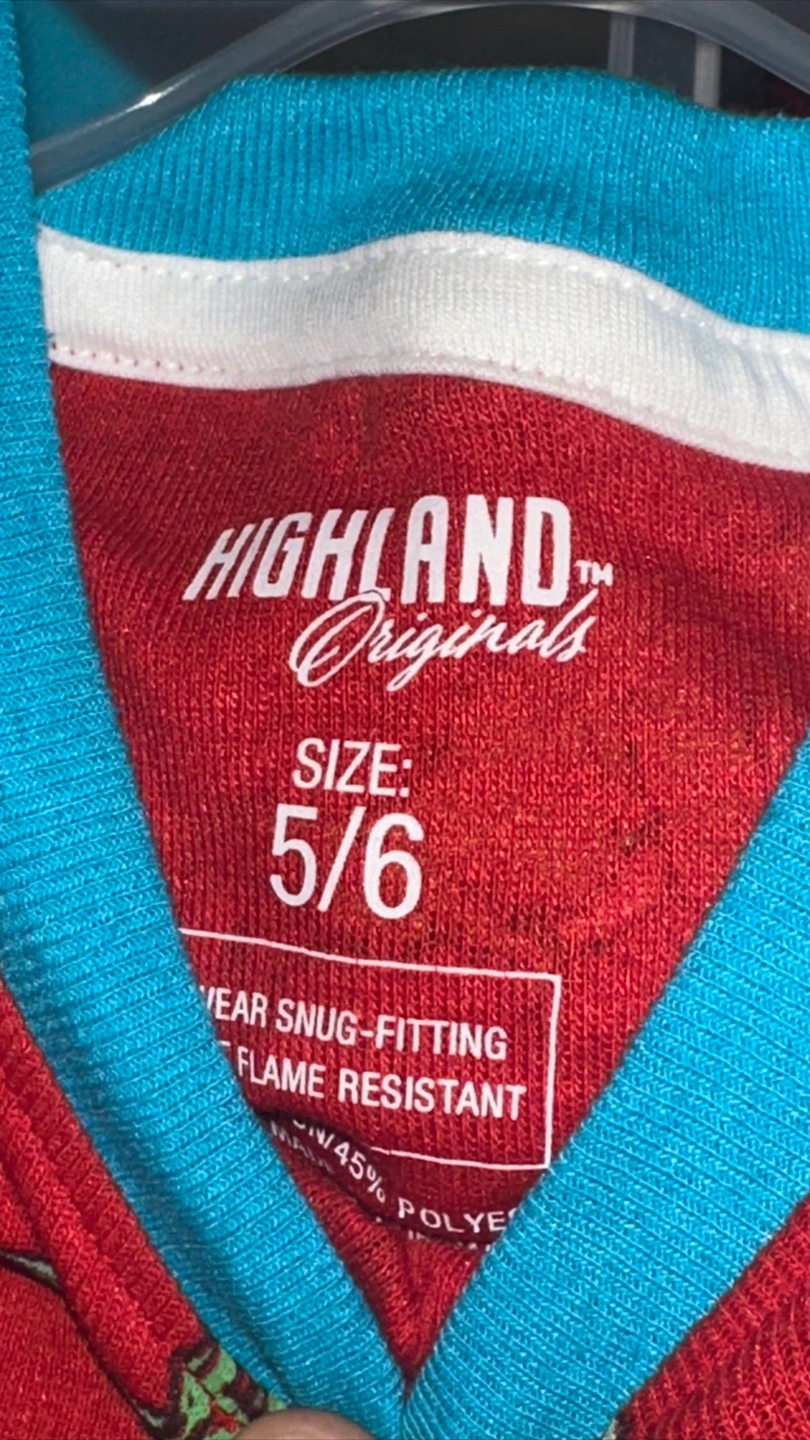 HIGHLAND™
Originals
SIZE:
5/6
WEAR SNUG-FITTING
FLAME RESISTANT
/45% POLYES